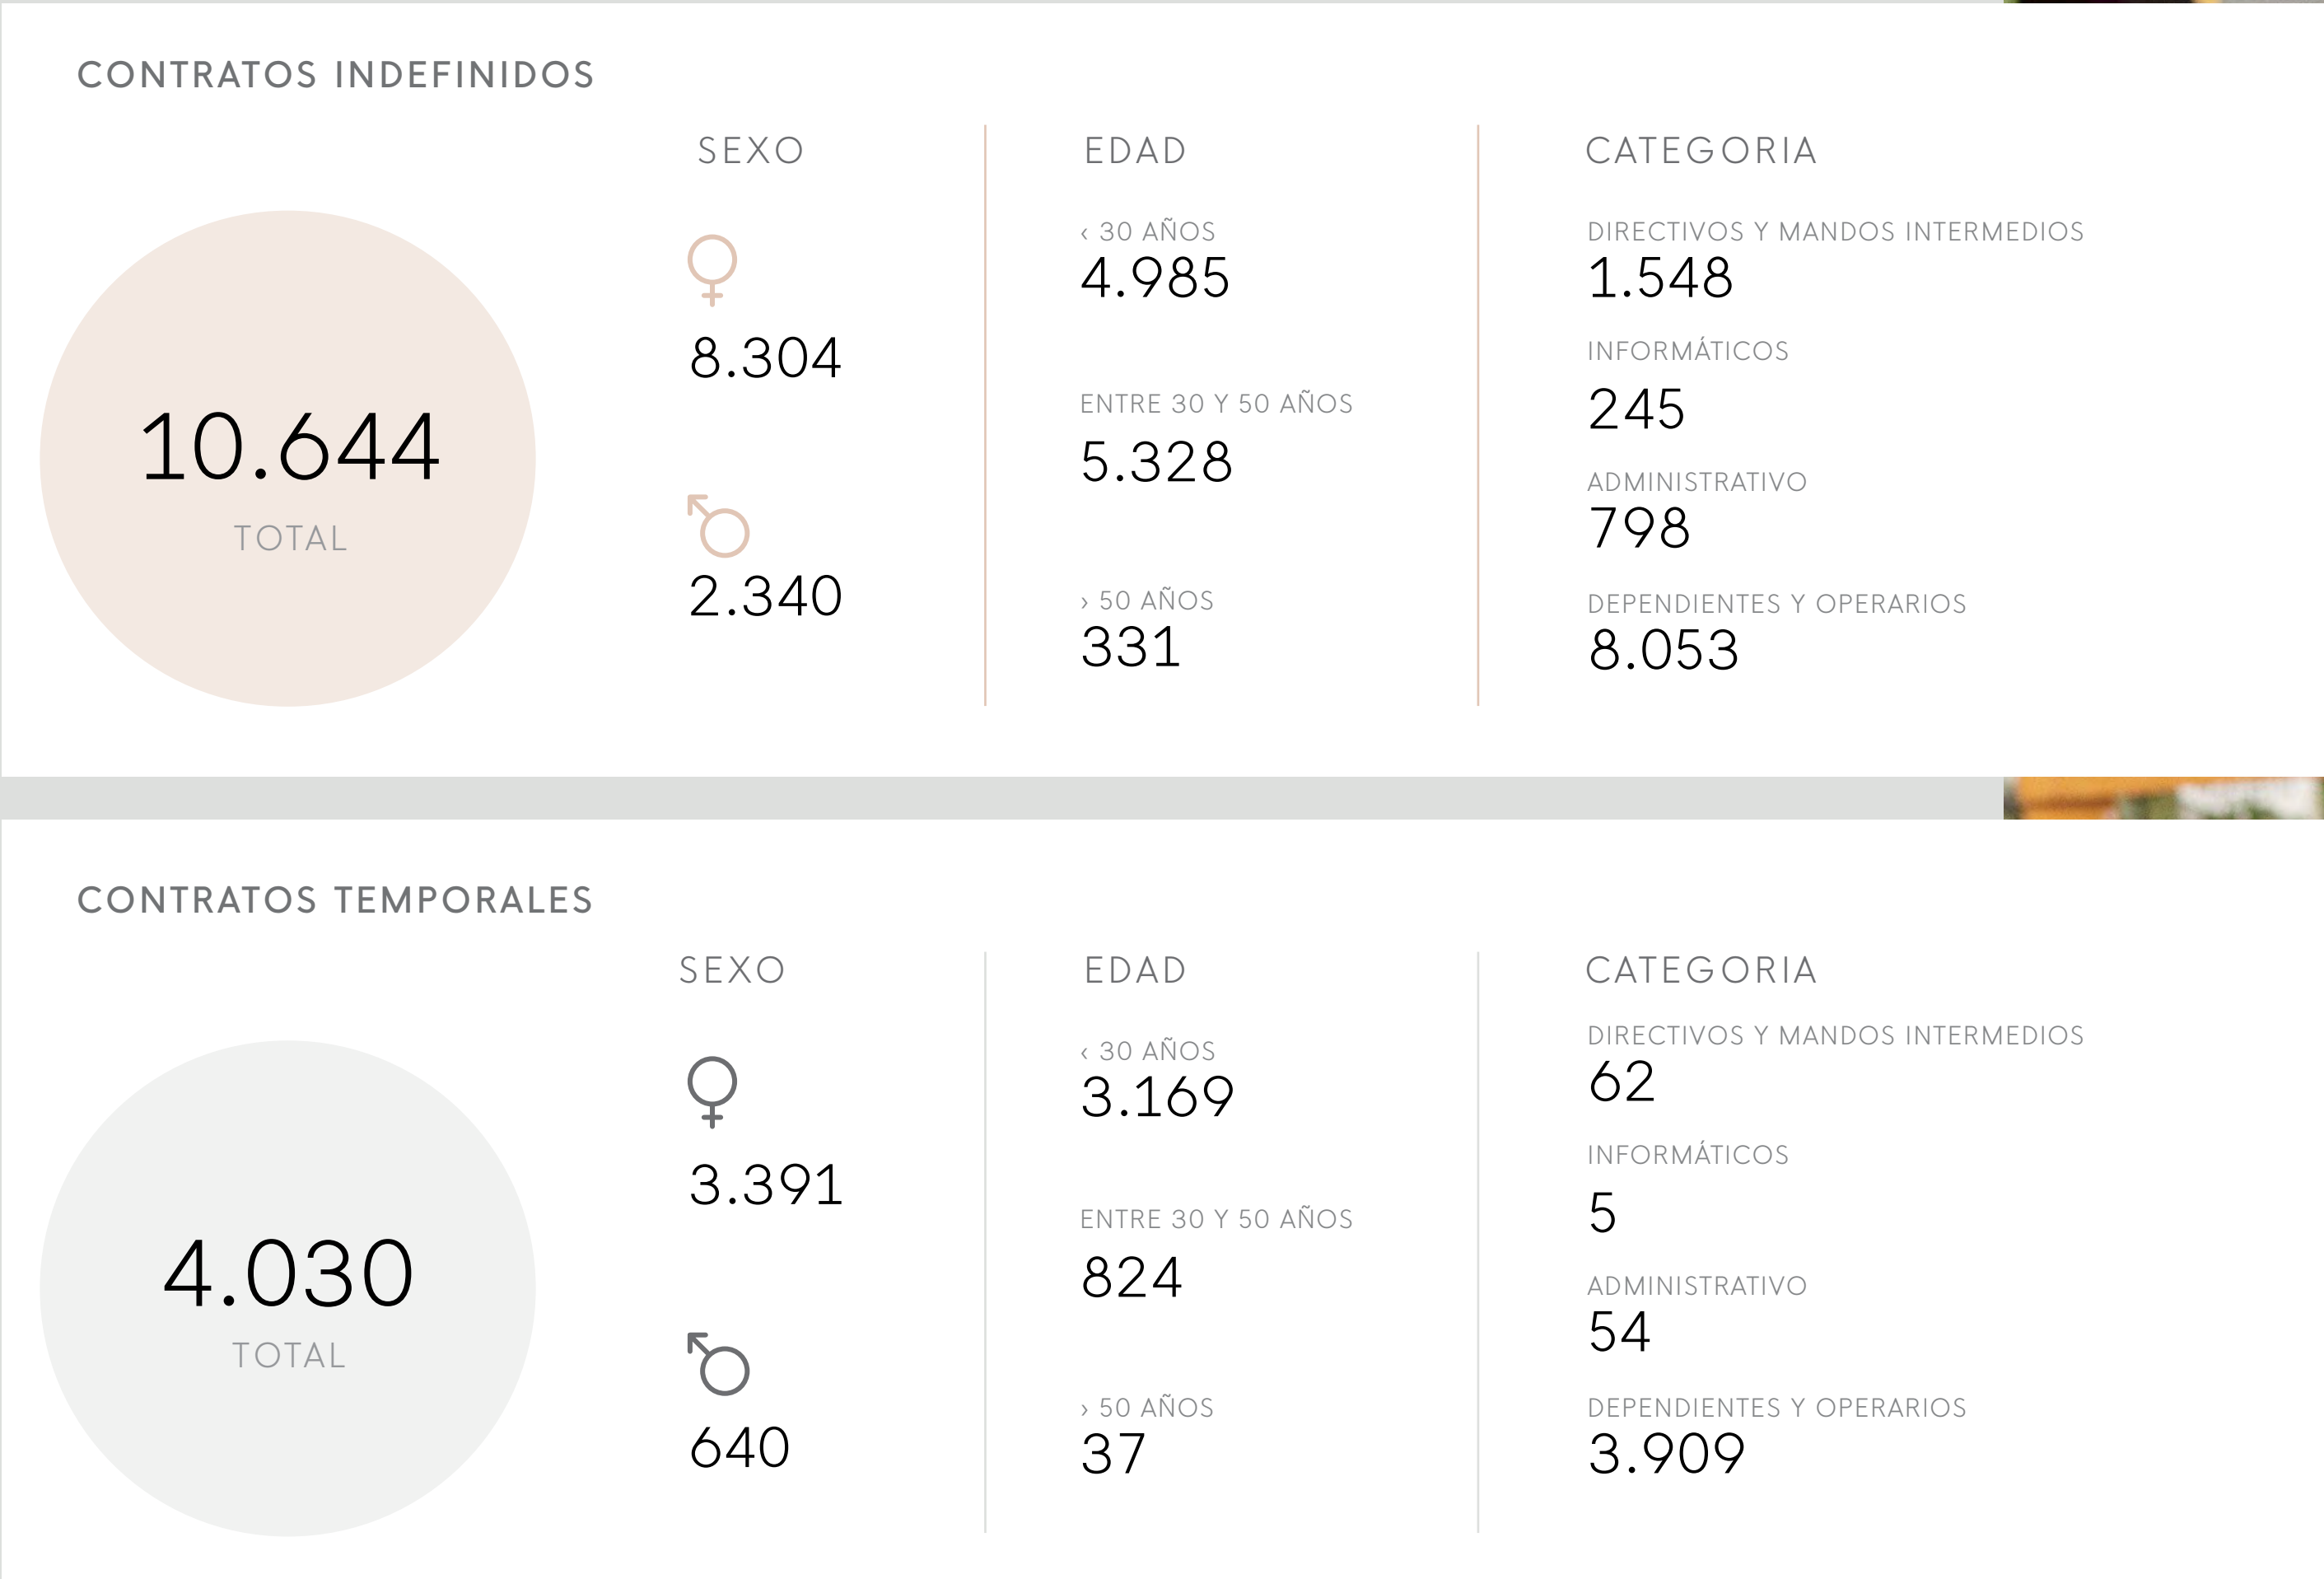 CONTRATOS INDEFINIDOS
10.644
TOTAL
SEXO
8.304
2.340
EDAD
‹ 30 AÑOS
4.985
ENTRE 30 Y 50 AÑOS
5.328
› 50 AÑOS
331
CATEGORIA
DIRECTIVOS Y MANDOS INTERMEDIOS
1.548
INFORMÁTICOS
245
ADMINISTRATIVO
798
DEPENDIENTES Y OPERARIOS
8.053
CONTRATOS TEMPORALES
4.030
TOTAL
SEXO
3.391
640
EDAD
‹ 30 AÑOS
3.169
ENTRE 30 Y 50 AÑOS
824
› 50 AÑOS
37
CATEGORIA
DIRECTIVOS Y MANDOS INTERMEDIOS
62
INFORMÁTICOS
5
ADMINISTRATIVO
54
DEPENDIENTES Y OPERARIOS
3.909